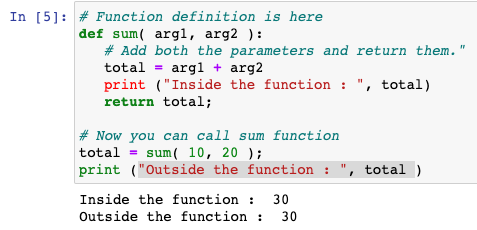 In [5]: # Function definition is here
def sum( arg1, arg2 ):
# Add both the parameters and return them."
total = arg1 + arg2
print ("Inside the function : ", total)
return total;
# Now you can call sum function
total = sum( 10, 20 );
print ("Outside the function : ", total )
Inside the function :  30
Outside the function :  30